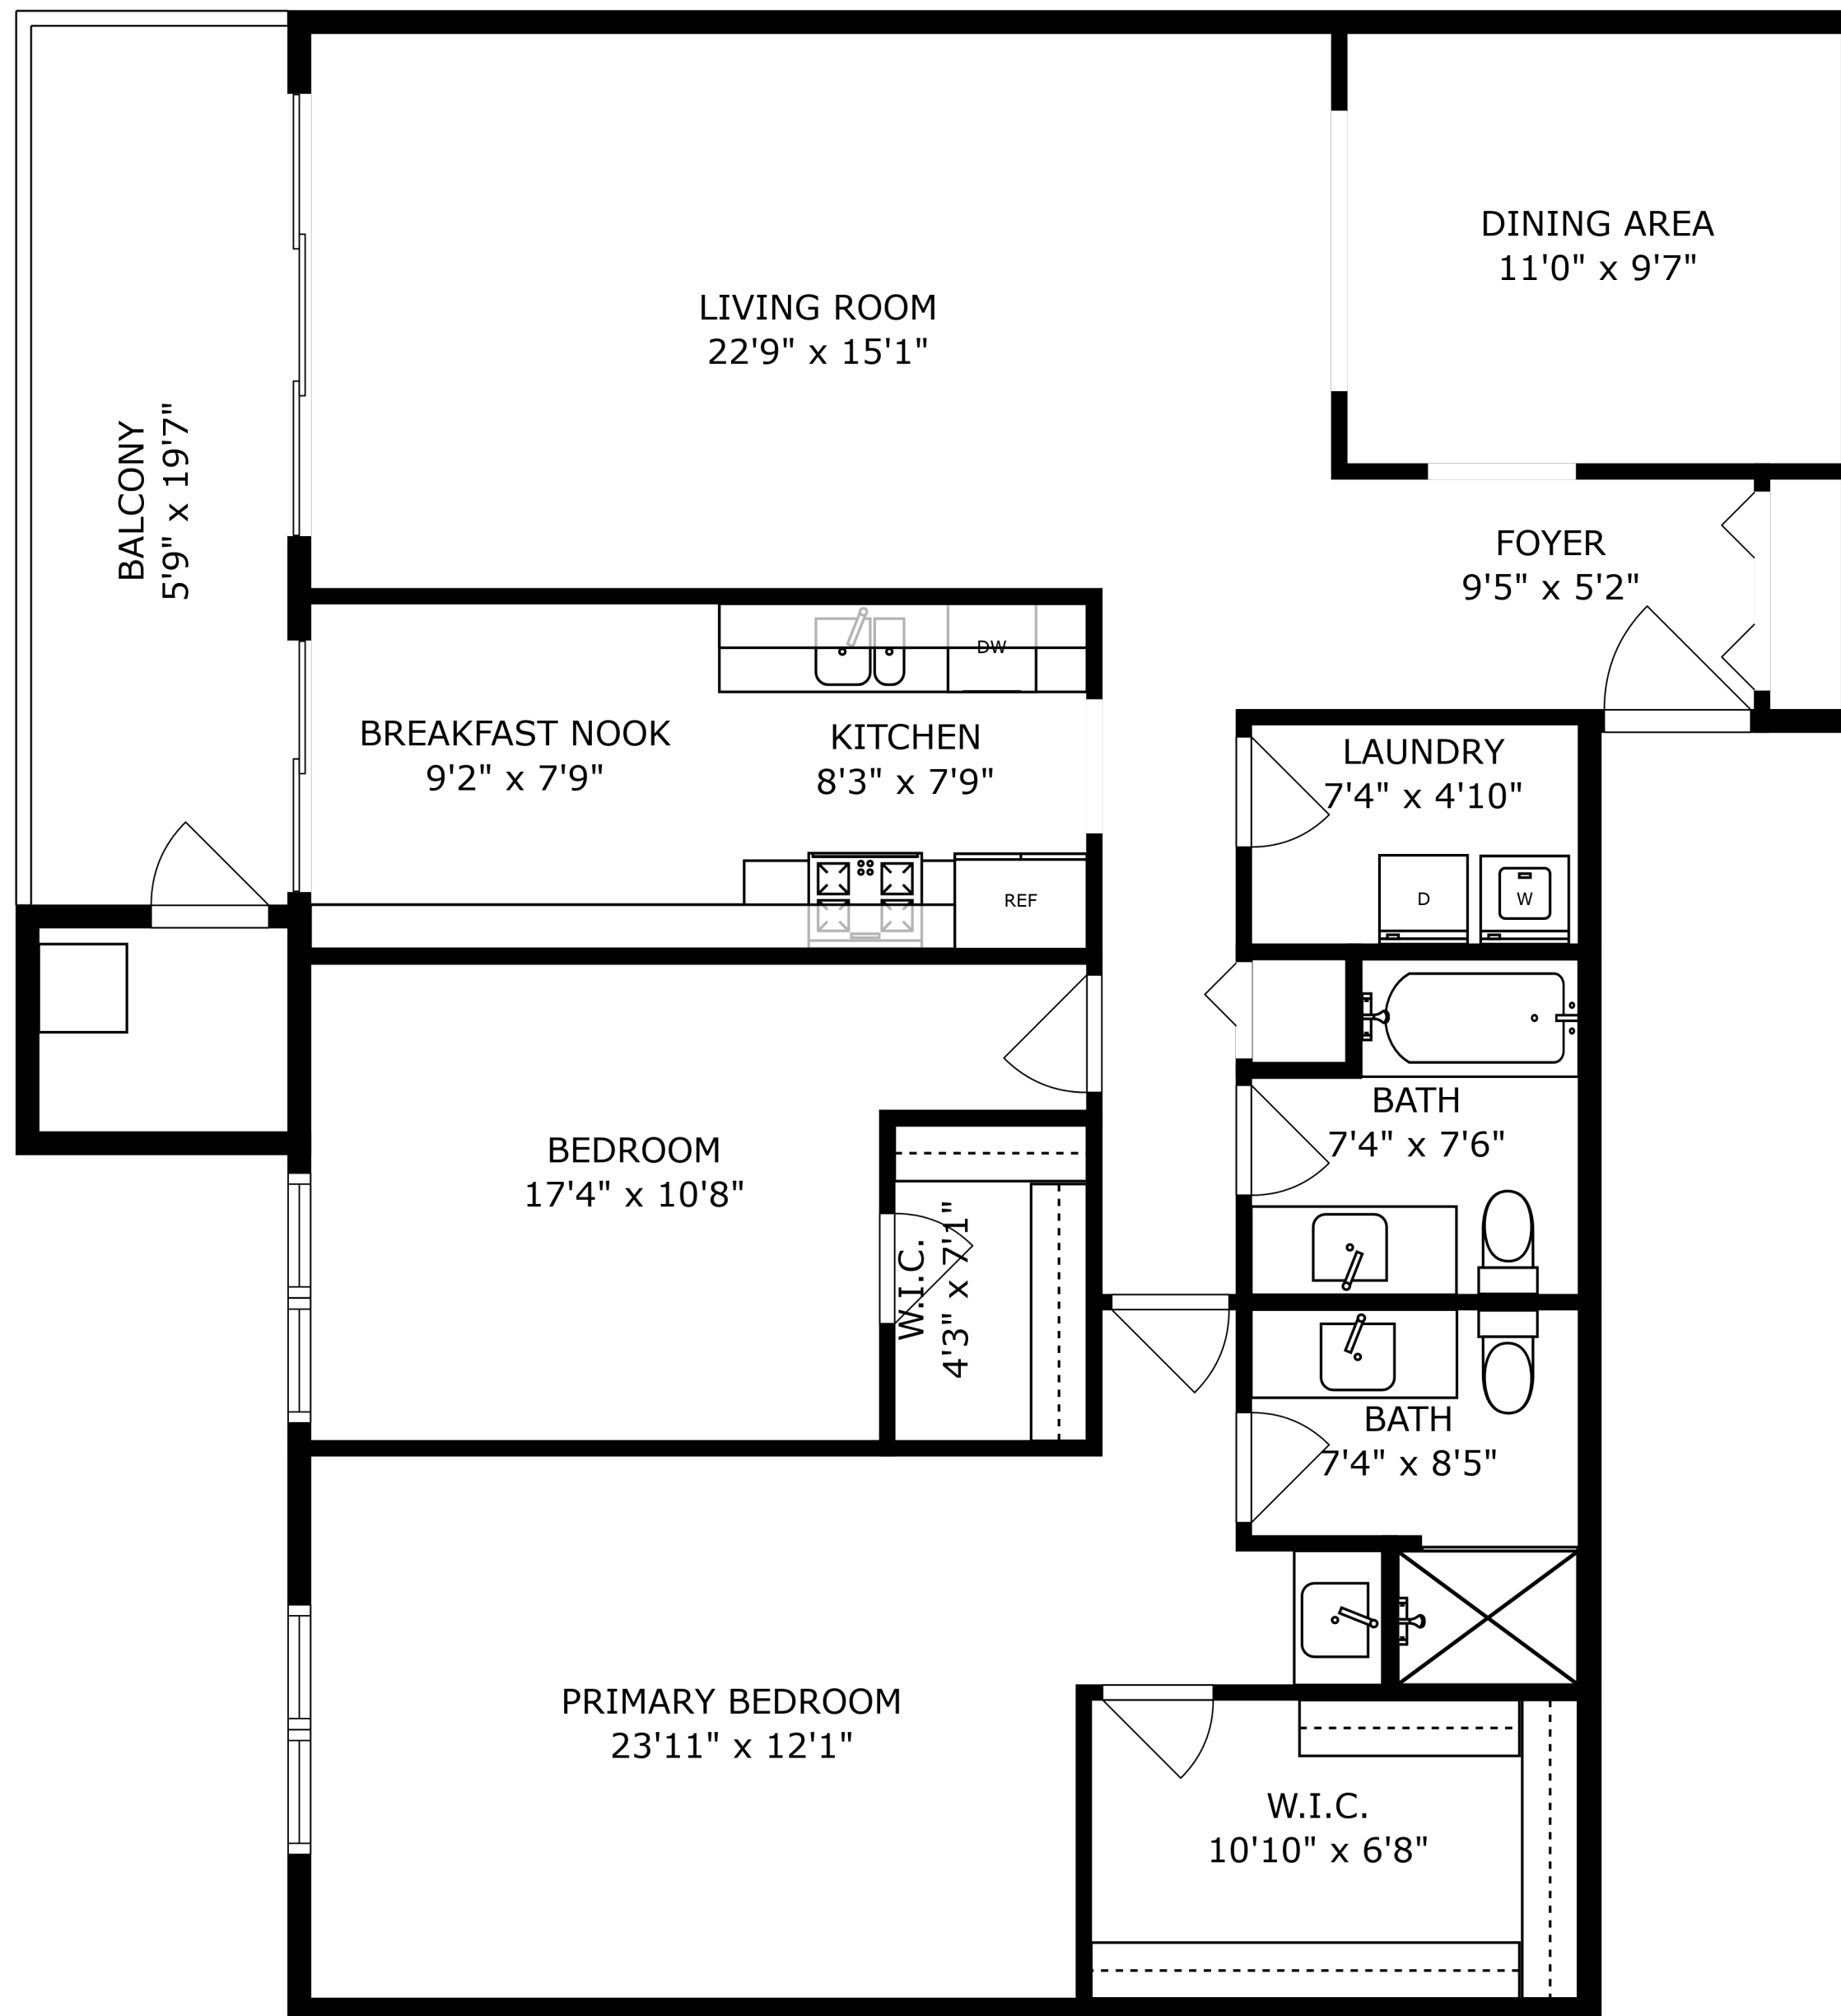 DINING AREA
11'0" x 9'7"
LIVING ROOM
22'9" x 15'1"
BALCONY
5'9" x 19'7"
FOYER
9'5" x 5'2"
DW
BREAKFAST NOOK
9'2" x 7'9"
KITCHEN
8'3" x 7'9"
LAUNDRY
7'4" x 4'10"
REF
D
W
BATH
7'4" x 7'6"
BEDROOM
17'4" x 10'8"
W.I.C.
4'3" x 7'1"
BATH
7'4" x 8'5"
PRIMARY BEDROOM
23'11" x 12'1"
W.I.C.
10'10" x 6'8"